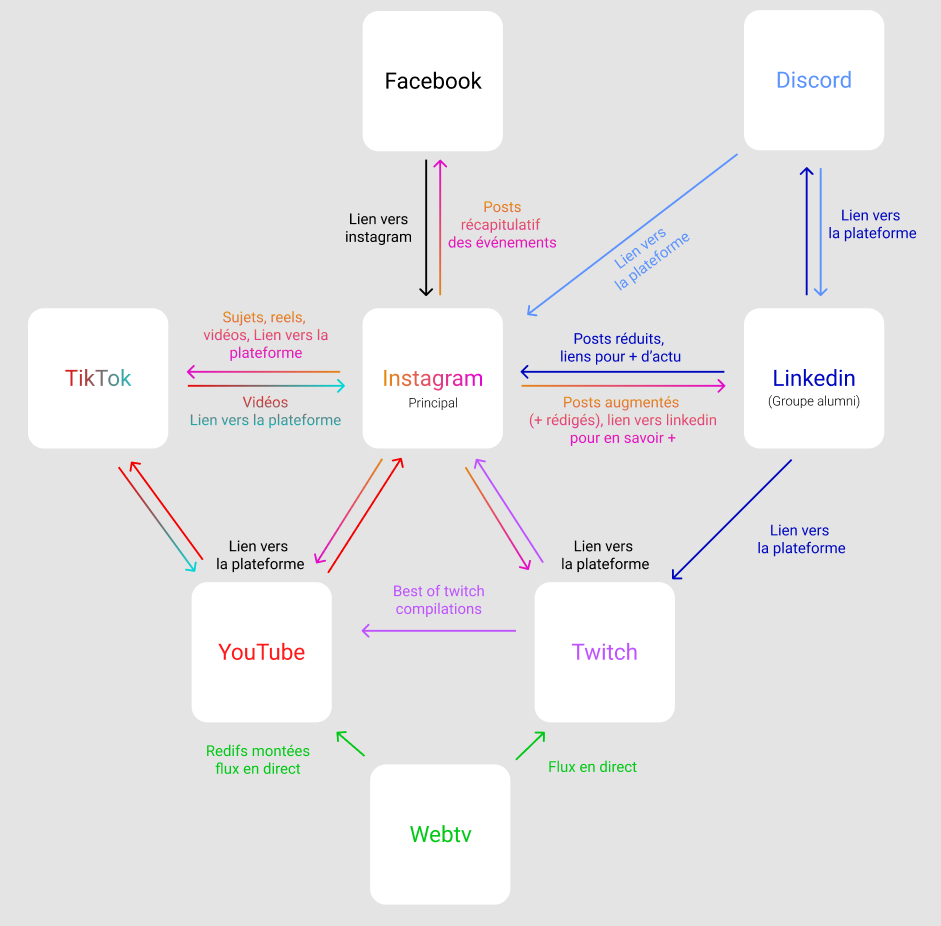 Facebook
Discord
Lien vers
instagram
Posts
récapitulatif
des événements
Lien vers
la plateforme
Lien vers
la plateforme
Sujets, reels,
vidéos, Lien vers la
plateforme
Posts réduits,
liens pour + d'actu
TikTok
Instagram
Principal
Linkedin
(Groupe alumni)
Vidéos
Lien vers la plateforme
Posts augmentés
(+ rédigés), lien vers linkedin
pour en savoir +
Lien vers
la plateforme
Lien vers
la plateforme
Lien vers
la plateforme
Best of twitch
compilations
YouTube
Twitch
Redifs montées
flux en direct
Flux en direct
Webtv